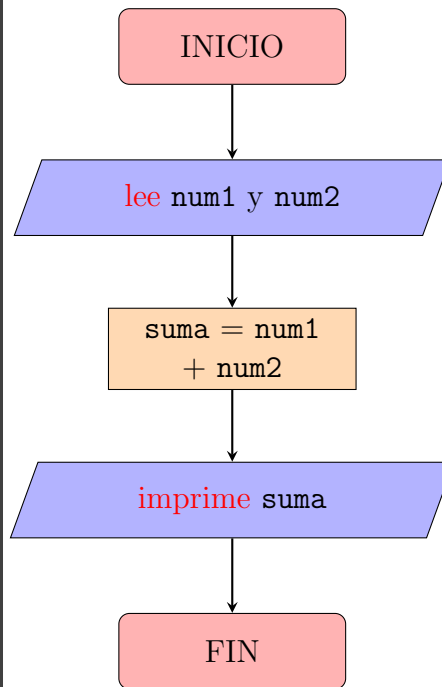 INICIO
lee num1 y num2
suma = num1
+ num2
imprime suma
FIN